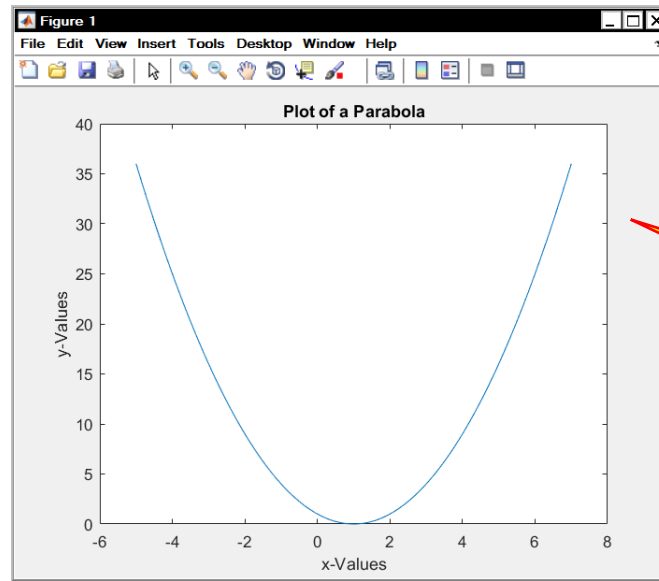 Figure 1
File Edit View Insert Tools Desktop Window Help
Plot of a Parabola
40
35
30
25
20
15
10
5
0
y-Values
-6 -4 -2 0 2 4 6 8
x-Values